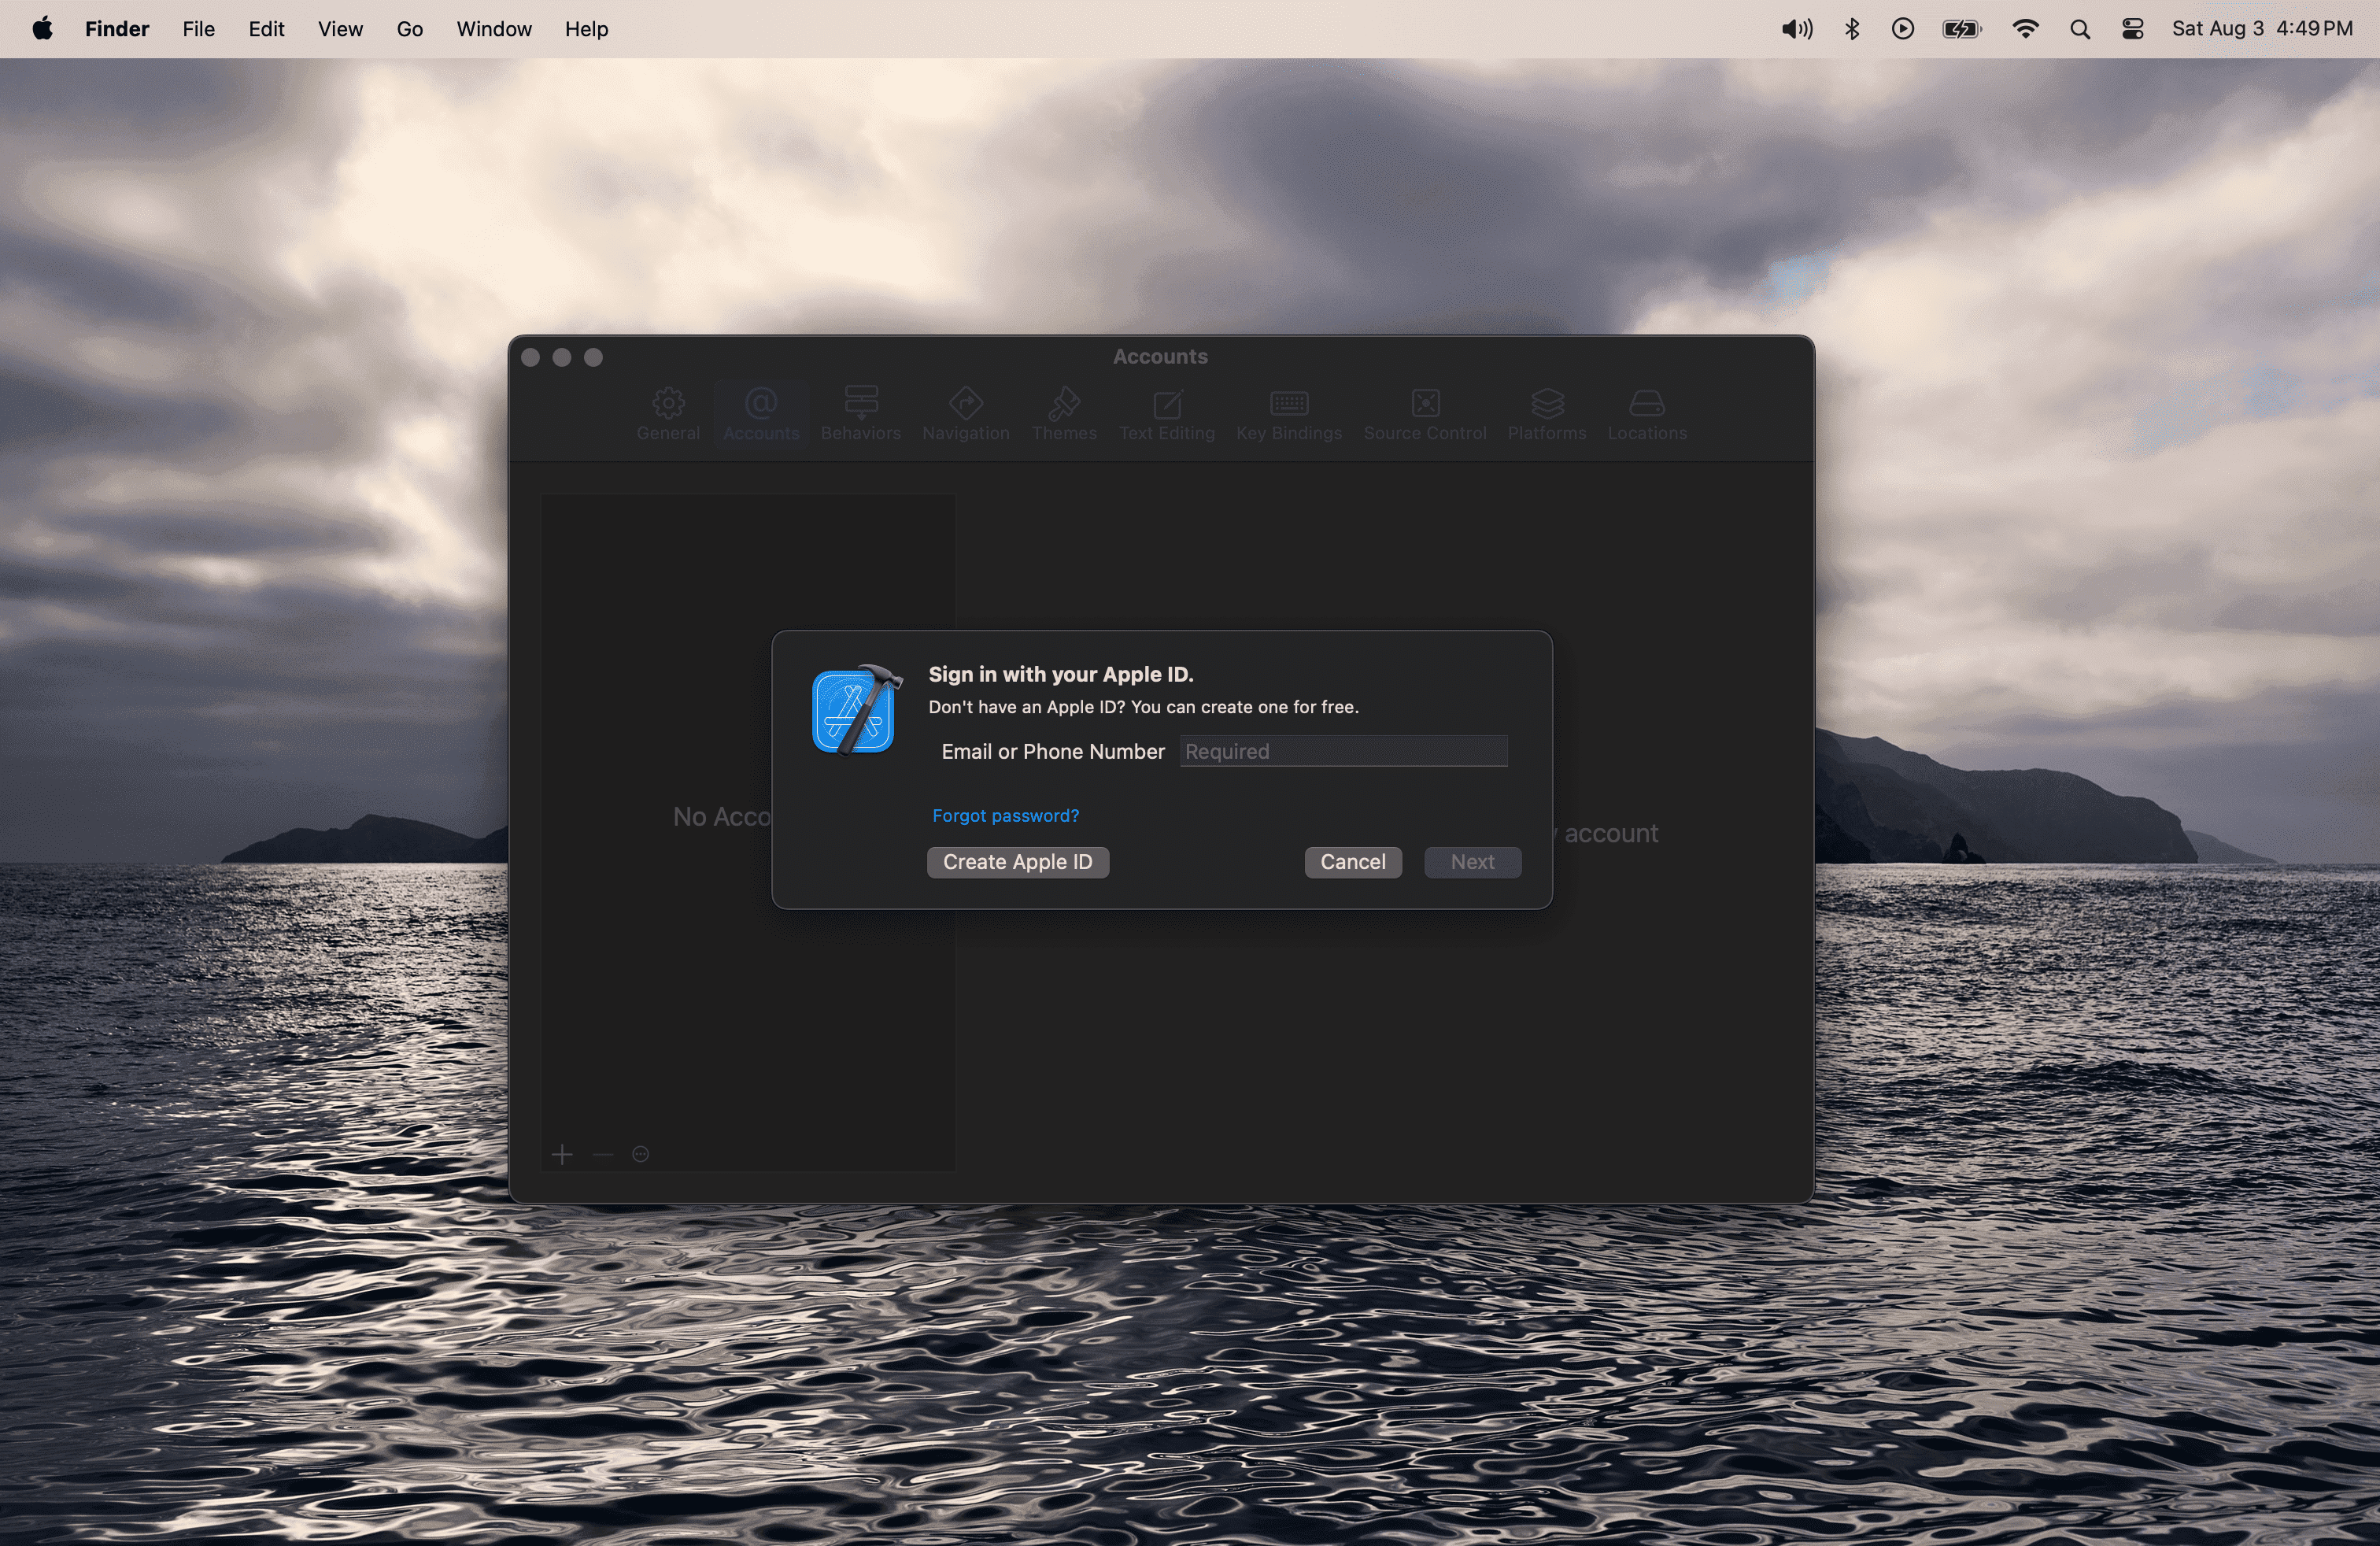 Finder File Edit View Go Window Help Sat Aug 3 4:49 PM
Accounts
General Accounts Behaviors Navigation Themes Text Editing Key Bindings Source Control Platforms Locations
Sign in with your Apple ID.
Don't have an Apple ID? You can create one for free.
Email or Phone Number Required
No Acco
Forgot password?
account
Create Apple ID Cancel Next